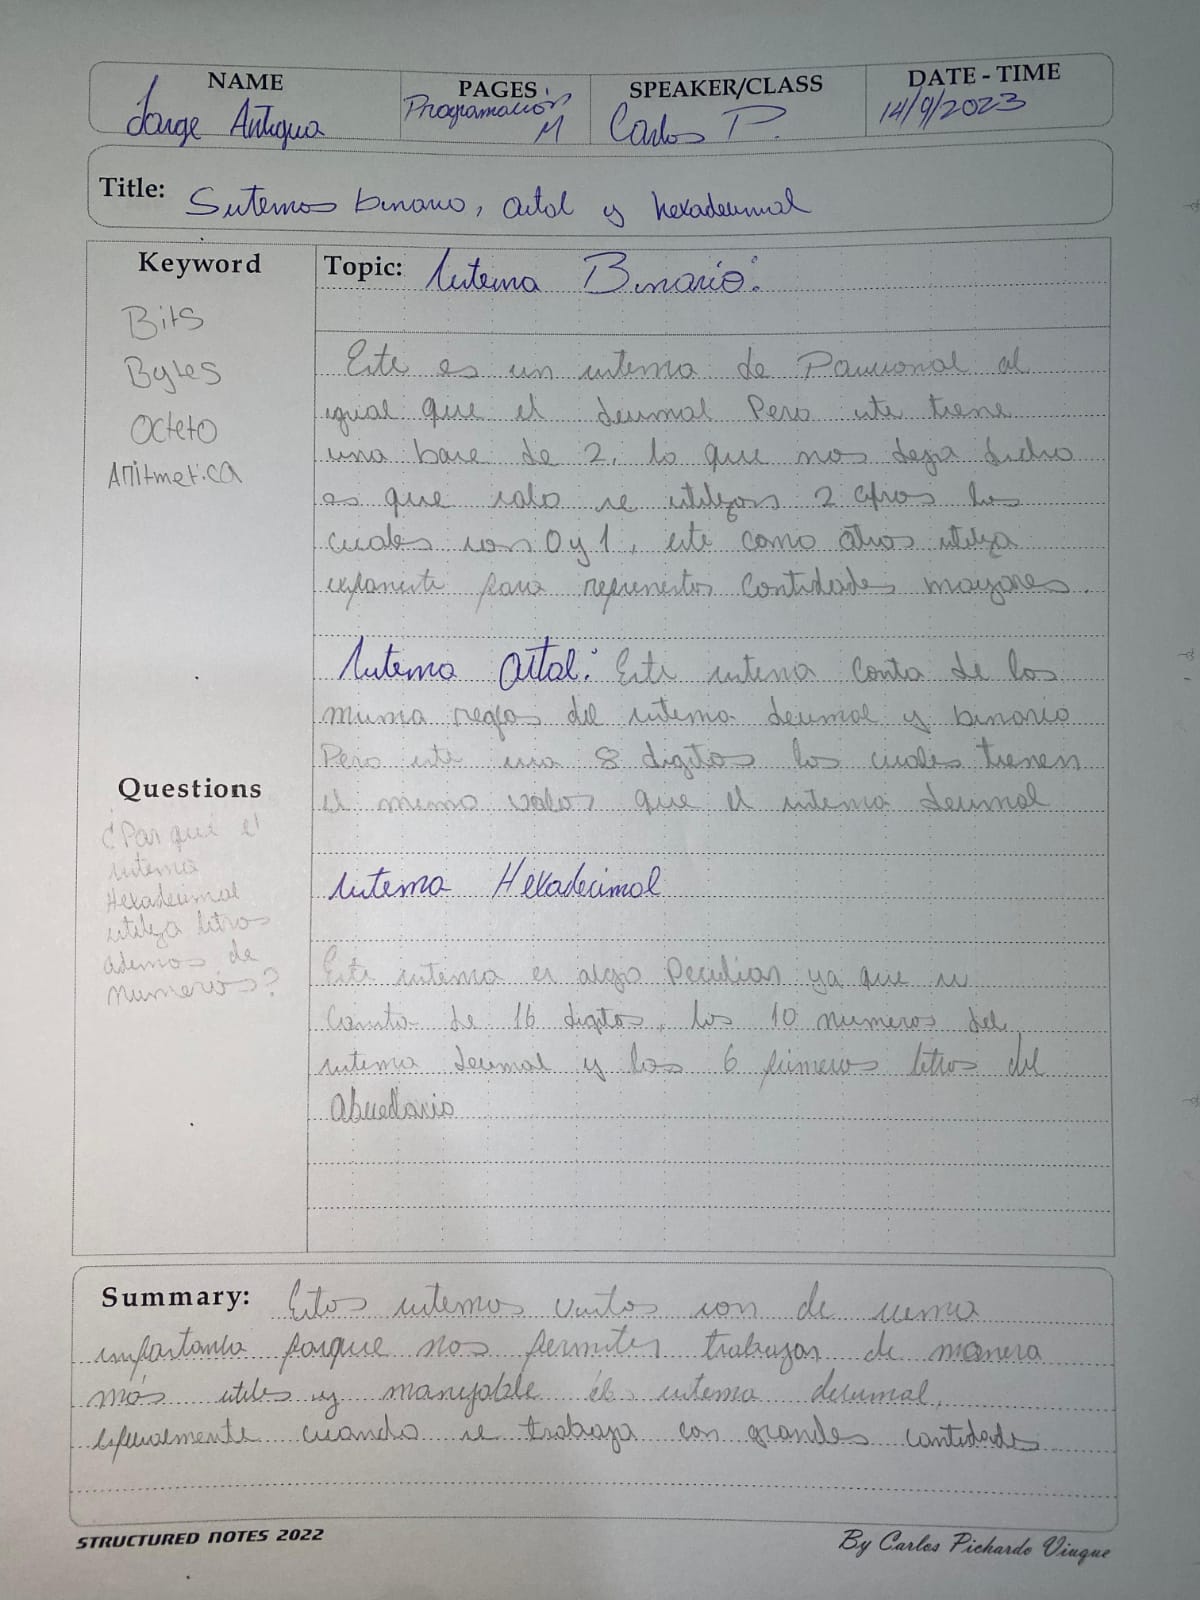 NAME
Jorge Antigua
PAGES
Programación M
SPEAKER/CLASS
Carlos P.
DATE - TIME
14/9/2023
Title: Sistemas binario, octal y hexadecimal
Keyword
Bits
Bytes
Octeto
Aritmetica
Topic: Sistema Binario:
Este es un sistema de Posicional al
igual que el decimal Pero este tiene
una base de 2, lo que nos deja dicho
es que solo se utilizan 2 cifras las
cuales son 0 y 1, este como otros utiliza
exponente para representar Cantidades mayores.
Sistema Octal: Este sistema Conta de las
misma reglas del sistema decimal y binario
Pero este usa 8 digitos los cuales tienen
el mismo valor que el sistema decimal
Sistema Hexadecimal
Este sistema es algo Peculiar ya que se
Consta de 16 digitos, los 10 numeros del
sistema decimal y las 6 primeras letras del
Abecedario
Questions
¿Por qué el
sistema
Hexadecimal
utiliza letras
ademas de
numeros?
Summary: Estos sistemas vistos son de suma
importancia porque nos permiten trabajar de manera
más utiles y manejable el sistema decimal,
especialmente cuando se trabaja con grandes cantidades
STRUCTURED NOTES 2022
By Carlos Pichardo Viuque